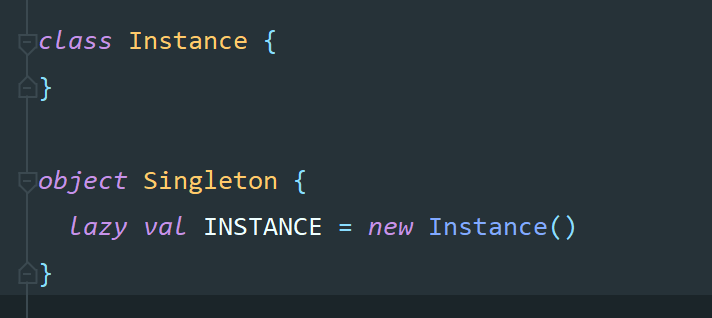 class Instance {
}
object Singleton {
lazy val INSTANCE = new Instance()
}